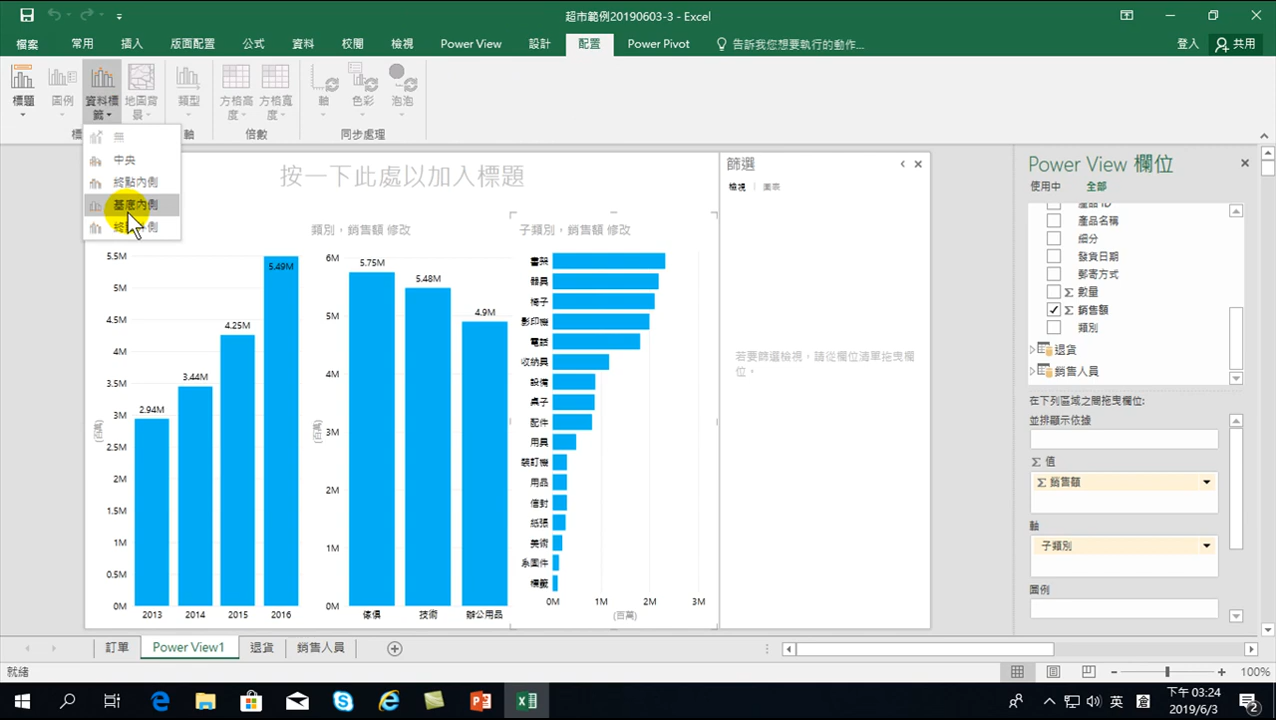 超市範例20190603-3 - Excel
檔案 常用 插入 版面配置 公式 資料 校閱 檢視 Power View 設計 配置 Power Pivot 告訴我您想要執行的動作... 登入 共用
標題 圖例 資料標籤 地圖背景 類型 方格高度 方格寬度 軸 色彩 泡泡
軸 倍數 同步處理
無
中央
終點內側
基底內側
按一下此處以加入標題
類別，銷售額 修改
子類別，銷售額 修改
5.5M
5M
4.5M
4M
3.5M
3M
2.5M
2M
1.5M
1M
0.5M
0M
(百萬)
2.94M
3.44M
4.25M
5.49M
2013 2014 2015 2016
6M
5M
4M
3M
2M
1M
0M
(百萬)
5.75M
5.48M
4.9M
傢俱 技術 辦公用品
書架
器具
椅子
影印機
電話
收納具
設備
桌子
配件
用具
裝訂機
用品
信封
紙張
美術
系固件
標籤
0M 1M 2M 3M
(百萬)
篩選
檢視 圖表
若要篩選檢視，請從欄位清單拖曳欄
位。
Power View 欄位
使用中 全部
產品ID
產品名稱
細分
發貨日期
郵寄方式
Σ 數量
Σ 銷售額
類別
退貨
銷售人員
在下列區域之間拖曳欄位:
並排顯示依據
Σ 值
Σ 銷售額
軸
子類別
圖例
訂單 Power View1 退貨 銷售人員
就緒
100%
英
下午 03:24
2019/6/3
2